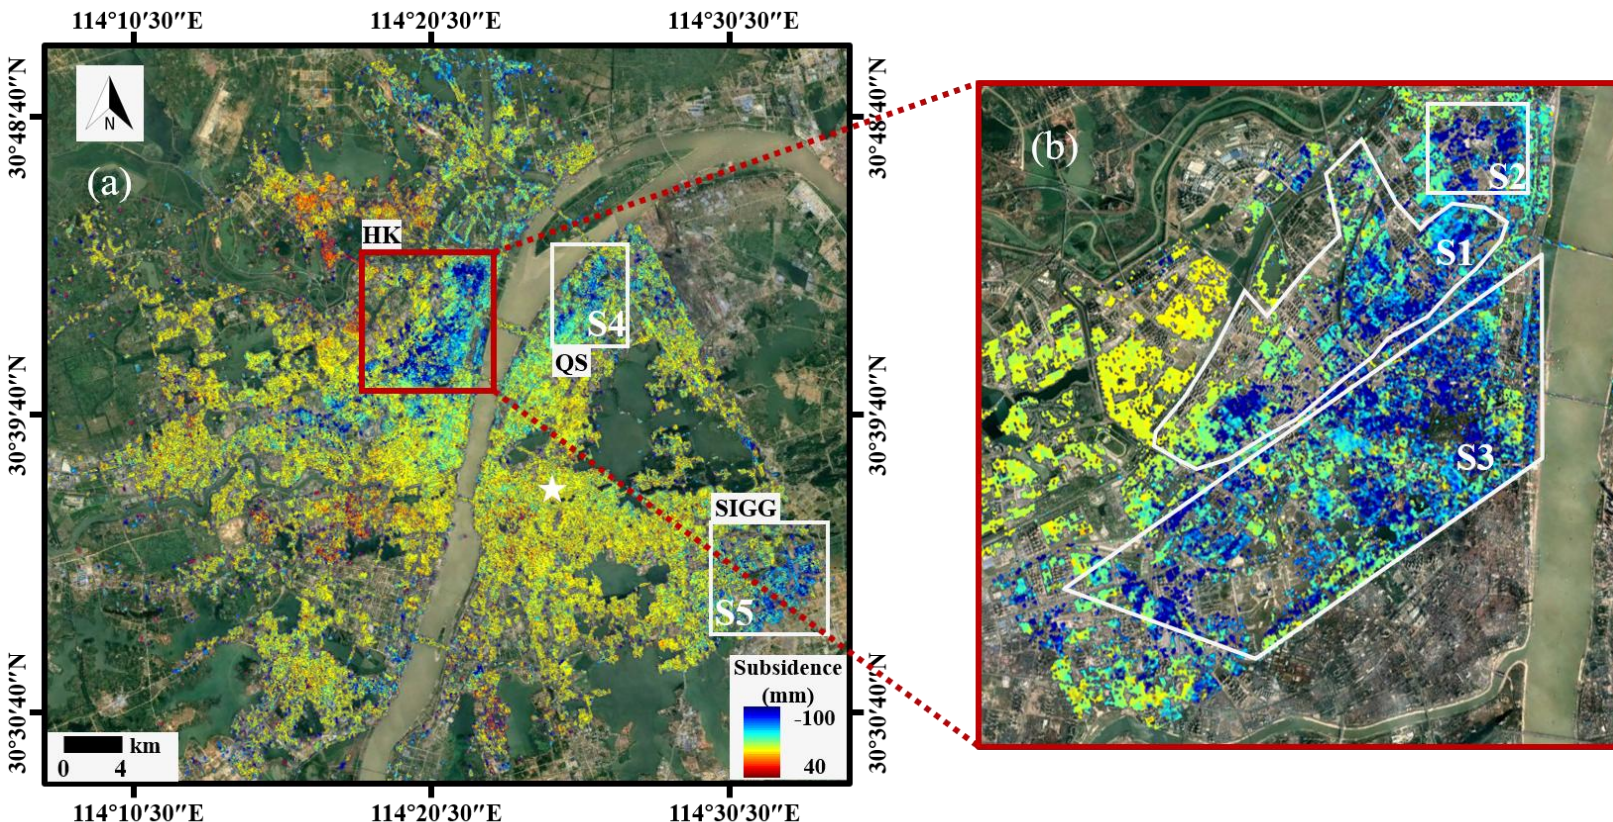 114°10′30″E 114°20′30″E 114°30′30″E
30°48′40″N
30°48′40″N
N
(a)
(b)
S2
HK
S1
S4
QS
30°39′40″N
30°39′40″N
S3
SIGG
S5
Subsidence
(mm)
-100
40
30°30′40″N
30°30′40″N
km
0 4
114°10′30″E 114°20′30″E 114°30′30″E